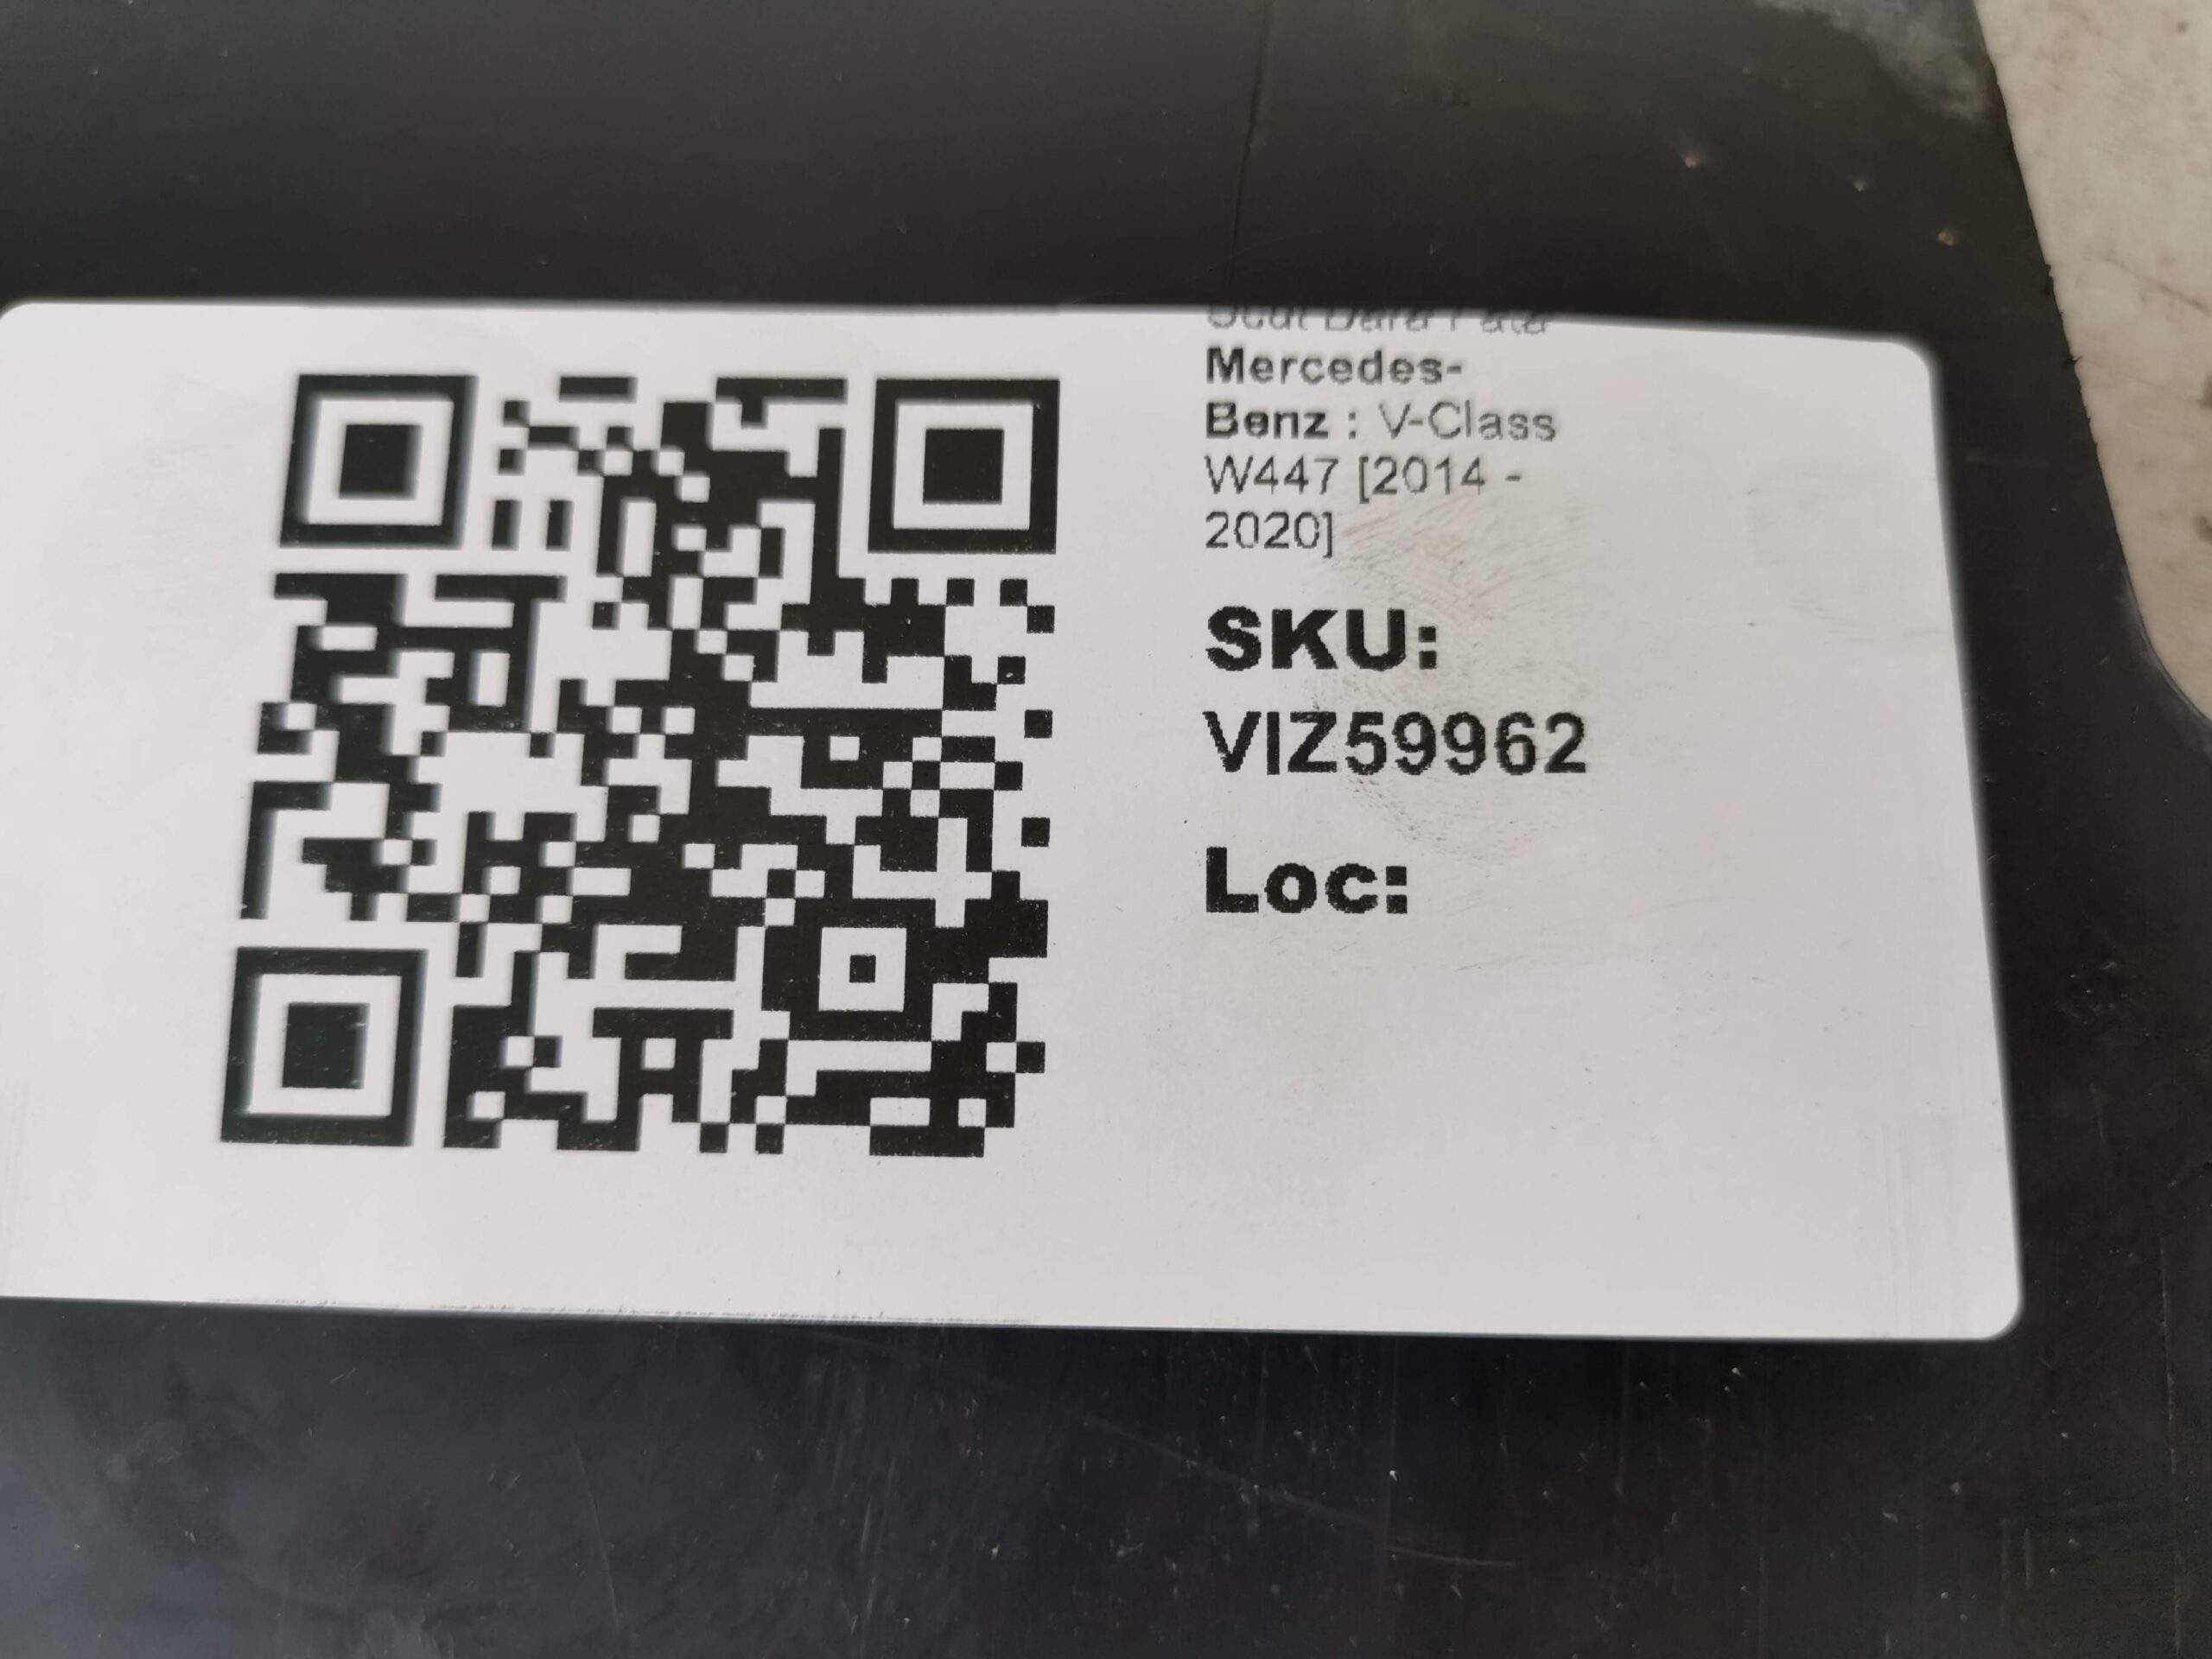 Mercedes-
Benz : V-Class
W447 [2014 -
2020]
SKU:
VIZ59962
Loc: